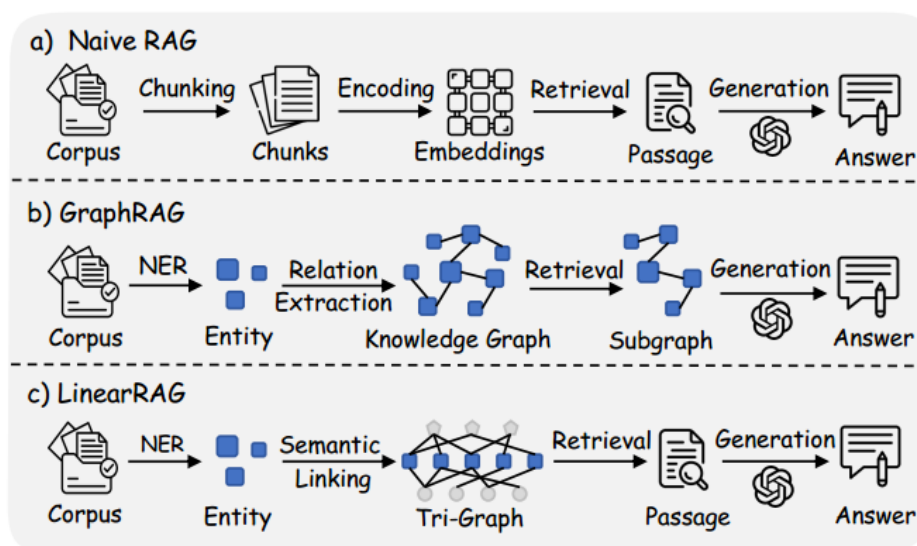 a) Naive RAG
Chunking Encoding Retrieval Generation
Corpus Chunks Embeddings Passage Answer
b) GraphRAG
NER Relation Extraction Retrieval Generation
Corpus Entity Knowledge Graph Subgraph Answer
c) LinearRAG
NER Semantic Linking Retrieval Generation
Corpus Entity Tri-Graph Passage Answer